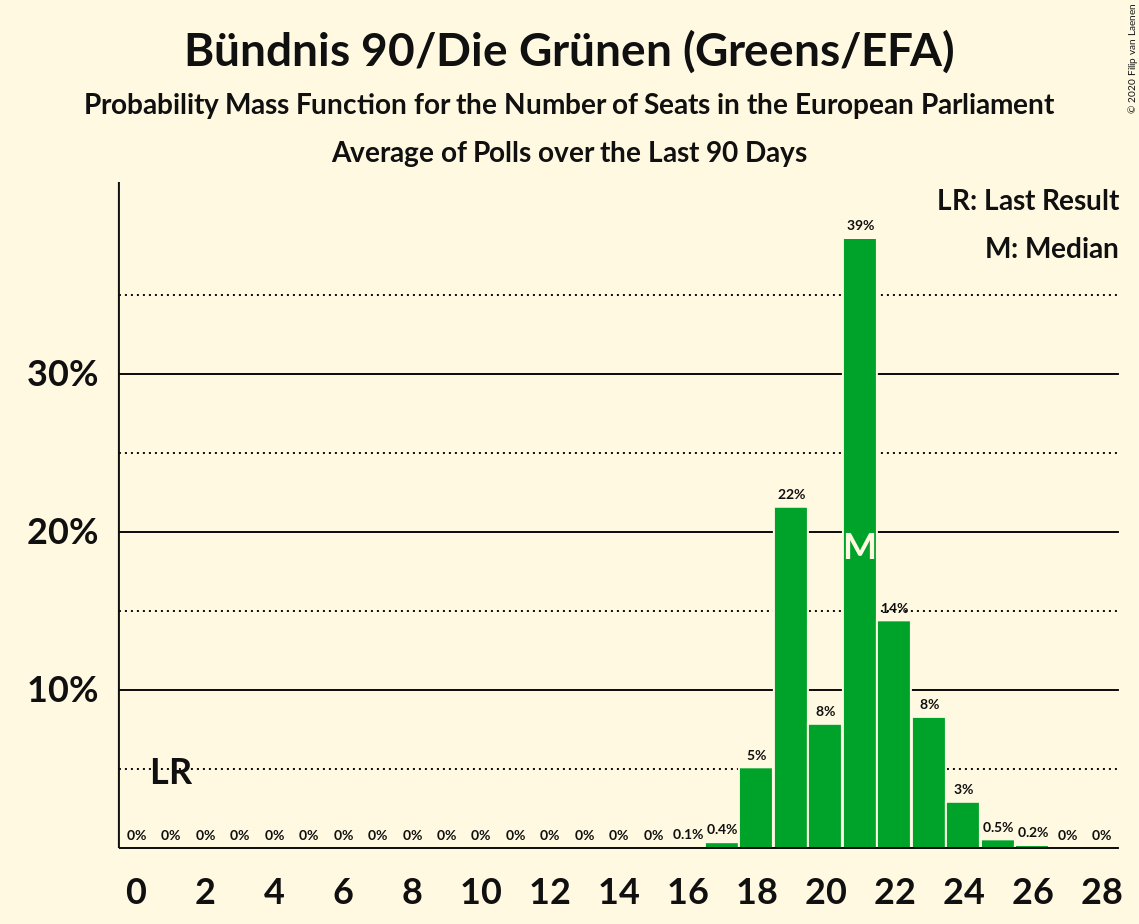 Bündnis 90/Die Grünen (Greens/EFA)
Probability Mass Function for the Number of Seats in the European Parliament
Average of Polls over the Last 90 Days
© 2020 Filip van Laenen
LR: Last Result
M: Median
39%
30%
22%
20%
M
14%
10%
8%
8%
5%
LR
3%
0% 0% 0% 0% 0% 0% 0% 0% 0% 0% 0% 0% 0% 0% 0% 0% 0.1% 0.4% 0.5% 0.2% 0% 0%
0 2 4 6 8 10 12 14 16 18 20 22 24 26 28